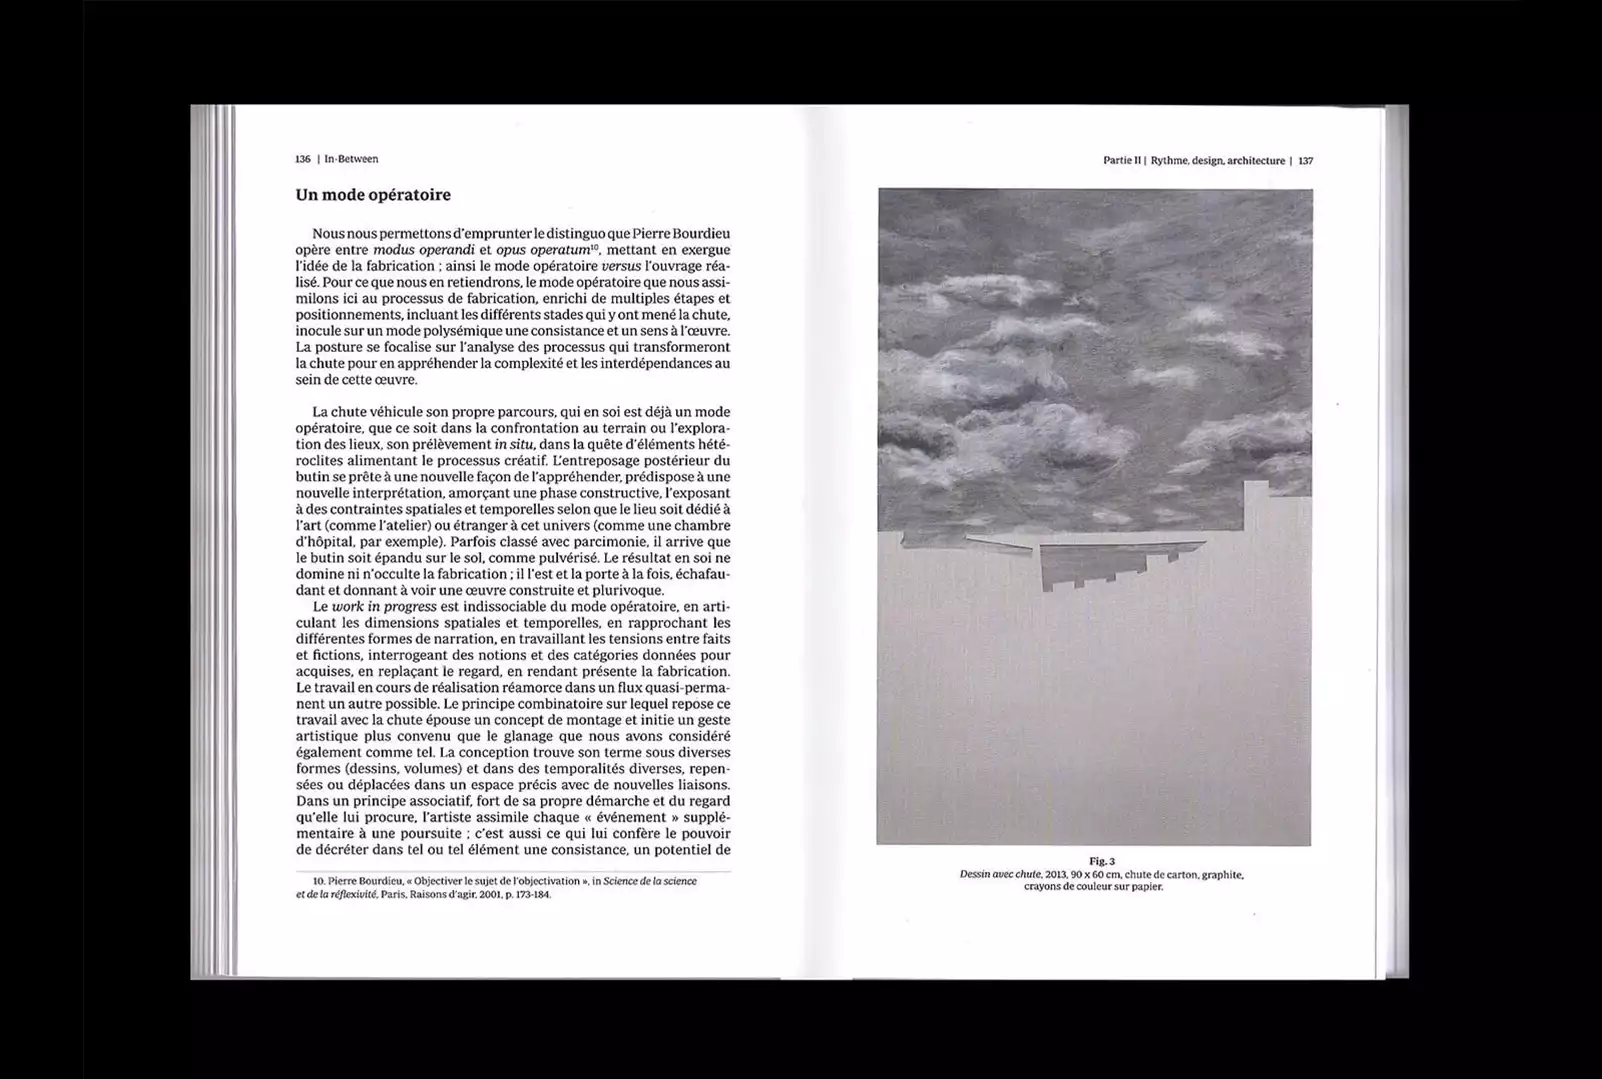 136 | In-Between
Un mode opératoire
Nous nous permettons d'emprunter le distinguo que Pierre Bourdieu
opère entre modus operandi et opus operatum¹⁰, mettant en exergue
l'idée de la fabrication ; ainsi le mode opératoire versus l'ouvrage réa-
lisé. Pour ce que nous en retiendrons, le mode opératoire que nous assi-
milons ici au processus de fabrication, enrichi de multiples étapes et
positionnements, incluant les différents stades qui y ont mené la chute,
inocule sur un mode polysémique une consistance et un sens à l'œuvre.
La posture se focalise sur l'analyse des processus qui transformeront
la chute pour en appréhender la complexité et les interdépendances au
sein de cette œuvre.
La chute véhicule son propre parcours, qui en soi est déjà un mode
opératoire, que ce soit dans la confrontation au terrain ou l'explora-
tion des lieux, son prélèvement in situ, dans la quête d'éléments hété-
roclites alimentant le processus créatif. L'entreposage postérieur du
butin se prête à une nouvelle façon de l'appréhender, prédispose à une
nouvelle interprétation, amorçant une phase constructive, l'exposant
à des contraintes spatiales et temporelles selon que le lieu soit dédié à
l'art (comme l'atelier) ou étranger à cet univers (comme une chambre
d'hôpital, par exemple). Parfois classé avec parcimonie, il arrive que
le butin soit épandu sur le sol, comme pulvérisé. Le résultat en soi ne
domine ni n'occulte la fabrication ; il l'est et la porte à la fois, échafau-
dant et donnant à voir une œuvre construite et plurivoque.
Le work in progress est indissociable du mode opératoire, en arti-
culant les dimensions spatiales et temporelles, en rapprochant les
différentes formes de narration, en travaillant les tensions entre faits
et fictions, interrogeant des notions et des catégories données pour
acquises, en replaçant le regard, en rendant présente la fabrication.
Le travail en cours de réalisation réamorce dans un flux quasi-perma-
nent un autre possible. Le principe combinatoire sur lequel repose ce
travail avec la chute épouse un concept de montage et initie un geste
artistique plus convenu que le glanage que nous avons considéré
également comme tel. La conception trouve son terme sous diverses
formes (dessins, volumes) et dans des temporalités diverses, repen-
sées ou déplacées dans un espace précis avec de nouvelles liaisons.
Dans un principe associatif, fort de sa propre démarche et du regard
qu'elle lui procure, l'artiste assimile chaque « événement » supplé-
mentaire à une poursuite ; c'est aussi ce qui lui confère le pouvoir
de décréter dans tel ou tel élément une consistance, un potentiel de
10. Pierre Bourdieu, « Objectiver le sujet de l'objectivation », in Science de la science
et de la réflexivité, Paris, Raisons d'agir, 2001, p. 173-184.
Partie II | Rythme, design, architecture | 137
Fig. 3
Dessin avec chute, 2013, 90 x 60 cm, chute de carton, graphite,
crayons de couleur sur papier.